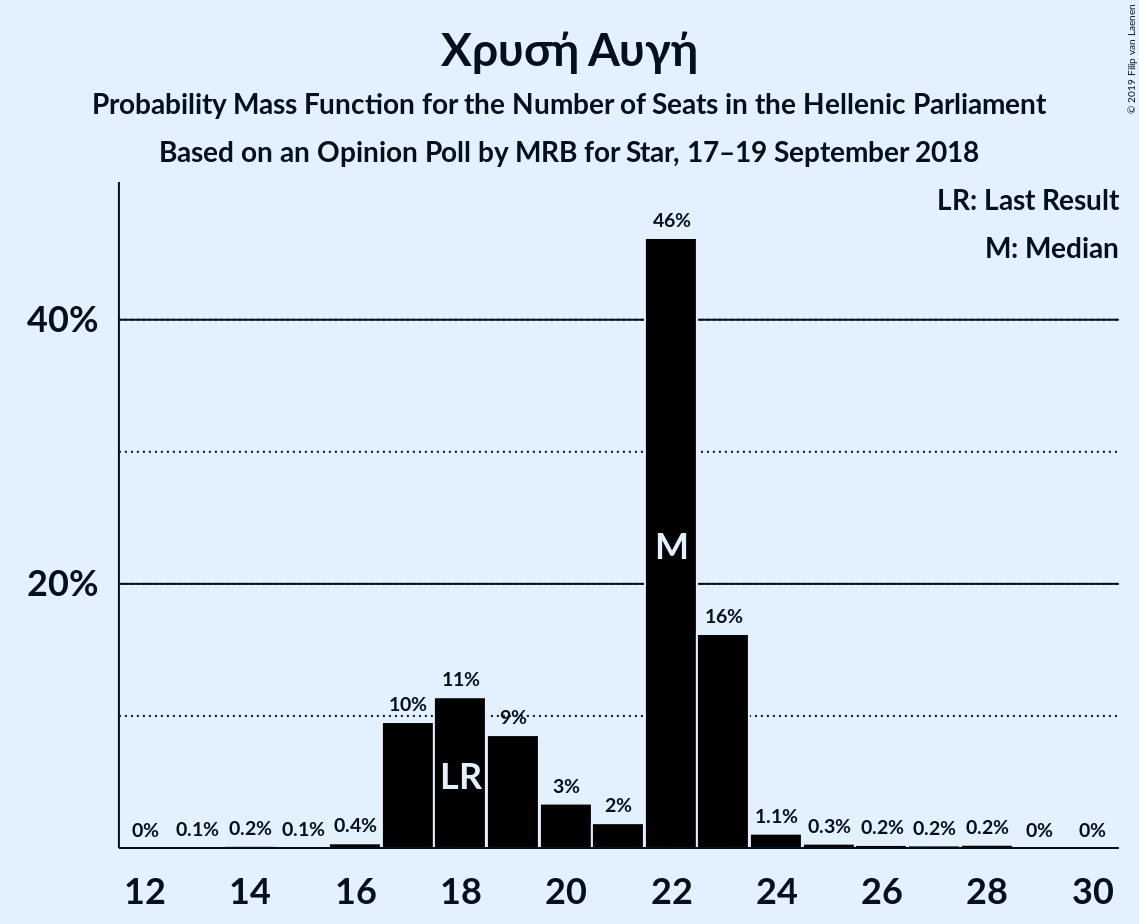 Χρυσή Αυγή
Probability Mass Function for the Number of Seats in the Hellenic Parliament
Based on an Opinion Poll by MRB for Star, 17–19 September 2018
© 2019 Filip van Laenen
LR: Last Result
M: Median
40%
20%
0%
0.1%
0.2%
0.1%
0.4%
10%
11%
9%
3%
2%
46%
16%
1.1%
0.3%
0.2%
0.2%
0.2%
0%
0%
LR
M
12 14 16 18 20 22 24 26 28 30